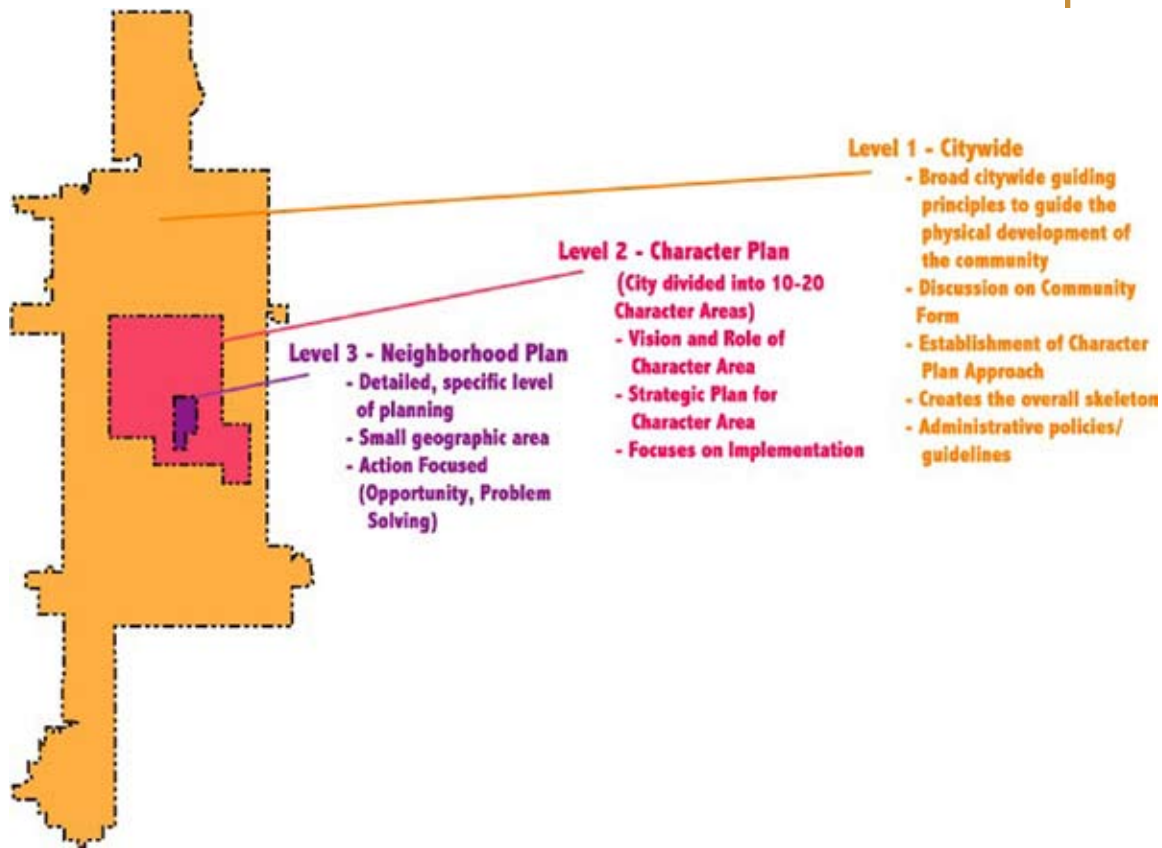 Level 1 - Citywide
- Broad citywide guiding
principles to guide the
physical development of
the community
- Discussion on Community
Form
- Establishment of Character
Plan Approach
- Creates the overall skeleton
- Administrative policies/
guidelines
Level 2 - Character Plan
(City divided into 10-20
Character Areas)
- Vision and Role of
Character Area
- Strategic Plan for
Character Area
- Focuses on Implementation
Level 3 - Neighborhood Plan
- Detailed, specific level
of planning
- Small geographic area
- Action Focused
(Opportunity, Problem
Solving)